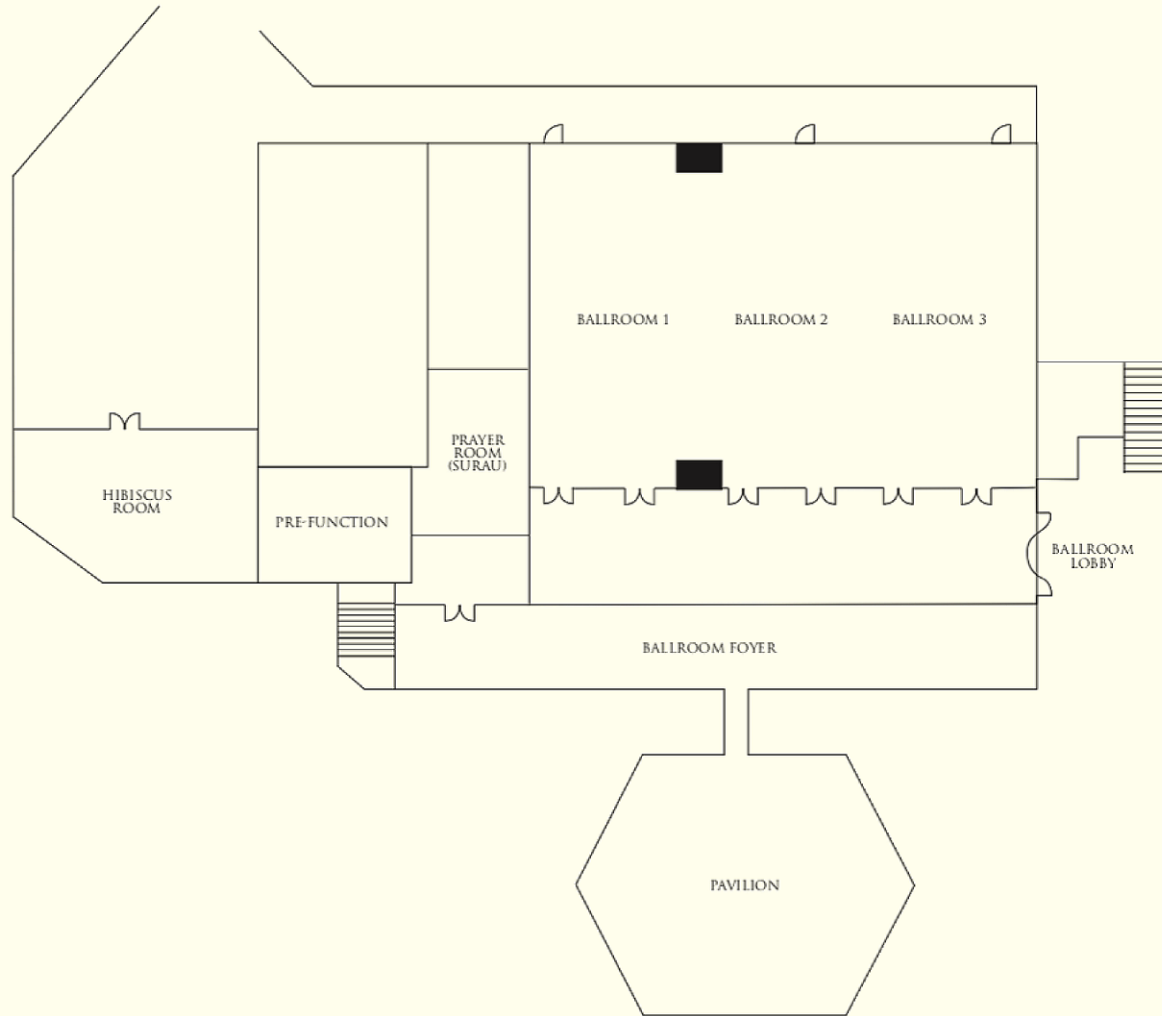 BALLROOM 1
BALLROOM 2
BALLROOM 3
PRAYER
ROOM
(SURAU)
HIBISCUS
ROOM
PRE-FUNCTION
BALLROOM
LOBBY
BALLROOM FOYER
PAVILION